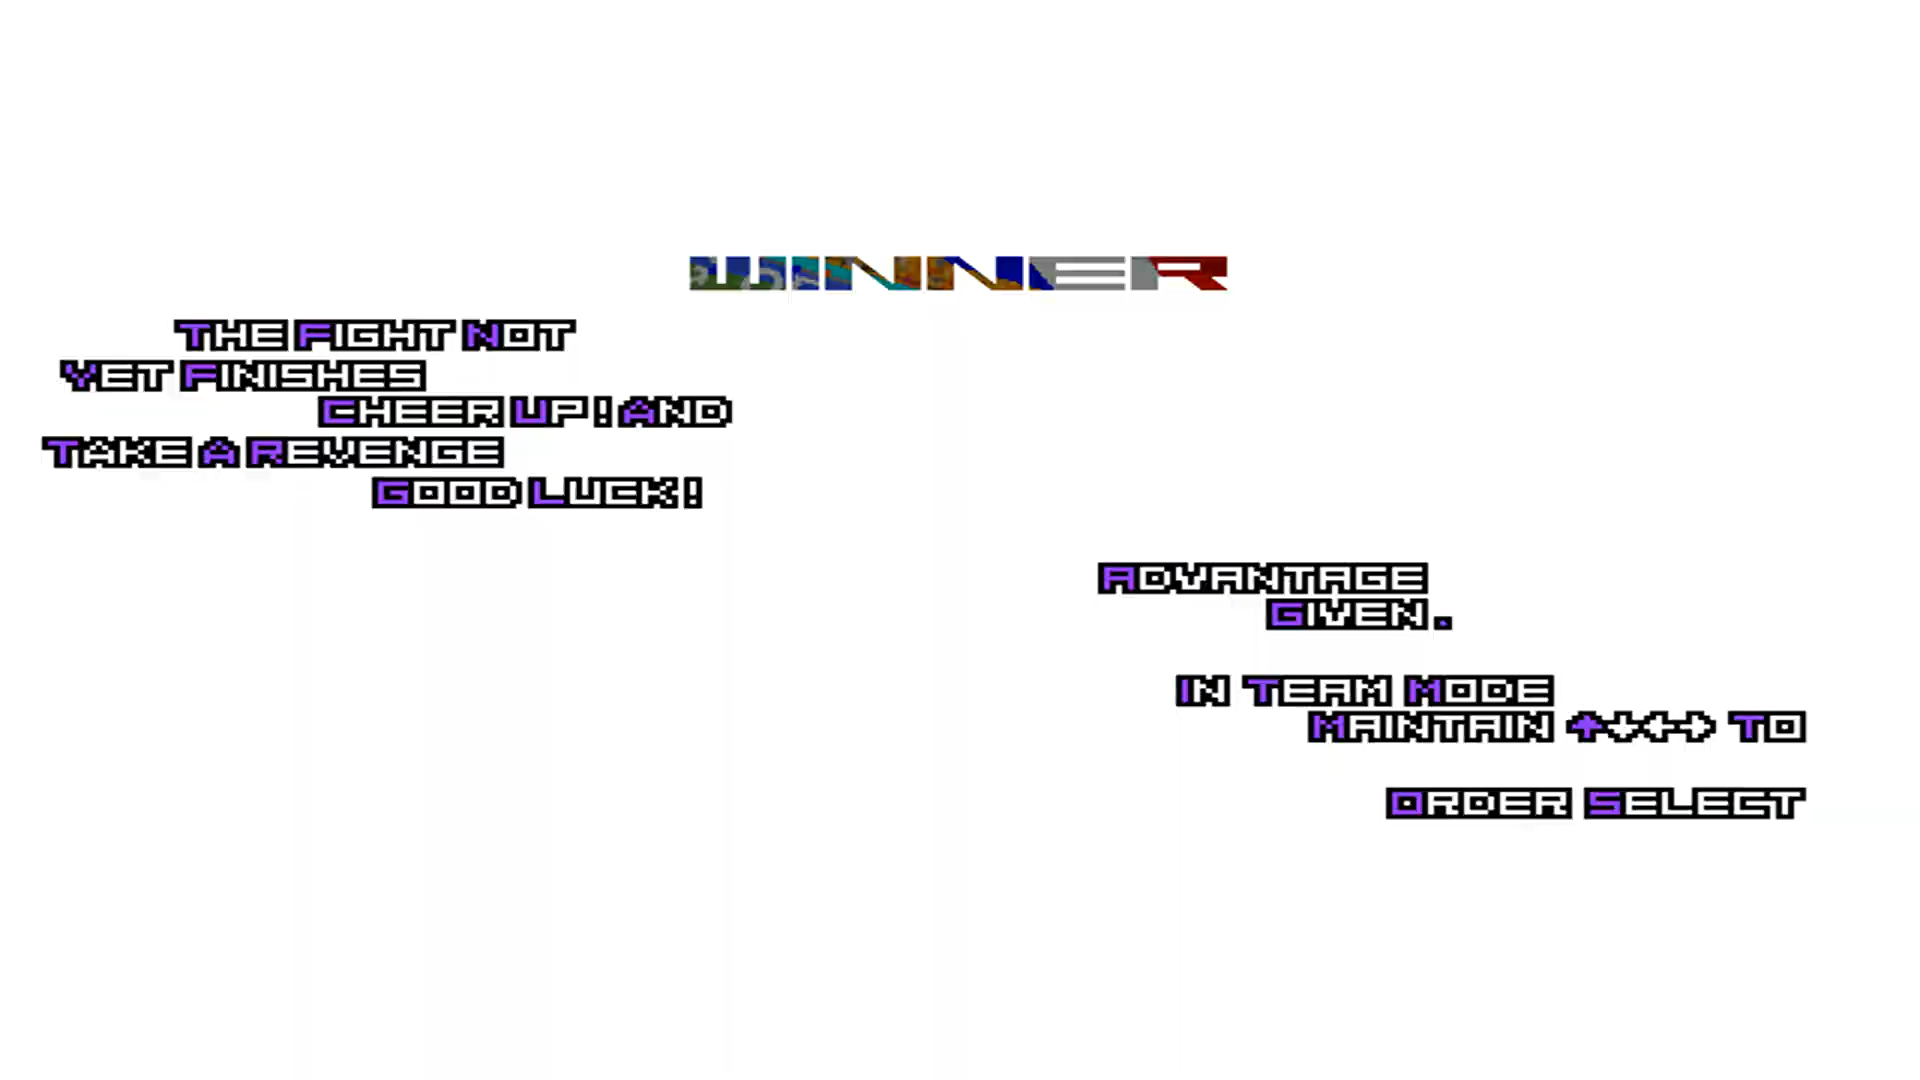 WINNER
THE FIGHT NOT
YET FINISHES
CHEER UP! AND
TAKE A REVENGE
GOOD LUCK!
ADVANTAGE
GIVEN.
IN TEAM MODE
MAINTAIN ↑↓←→ TO
ORDER SELECT